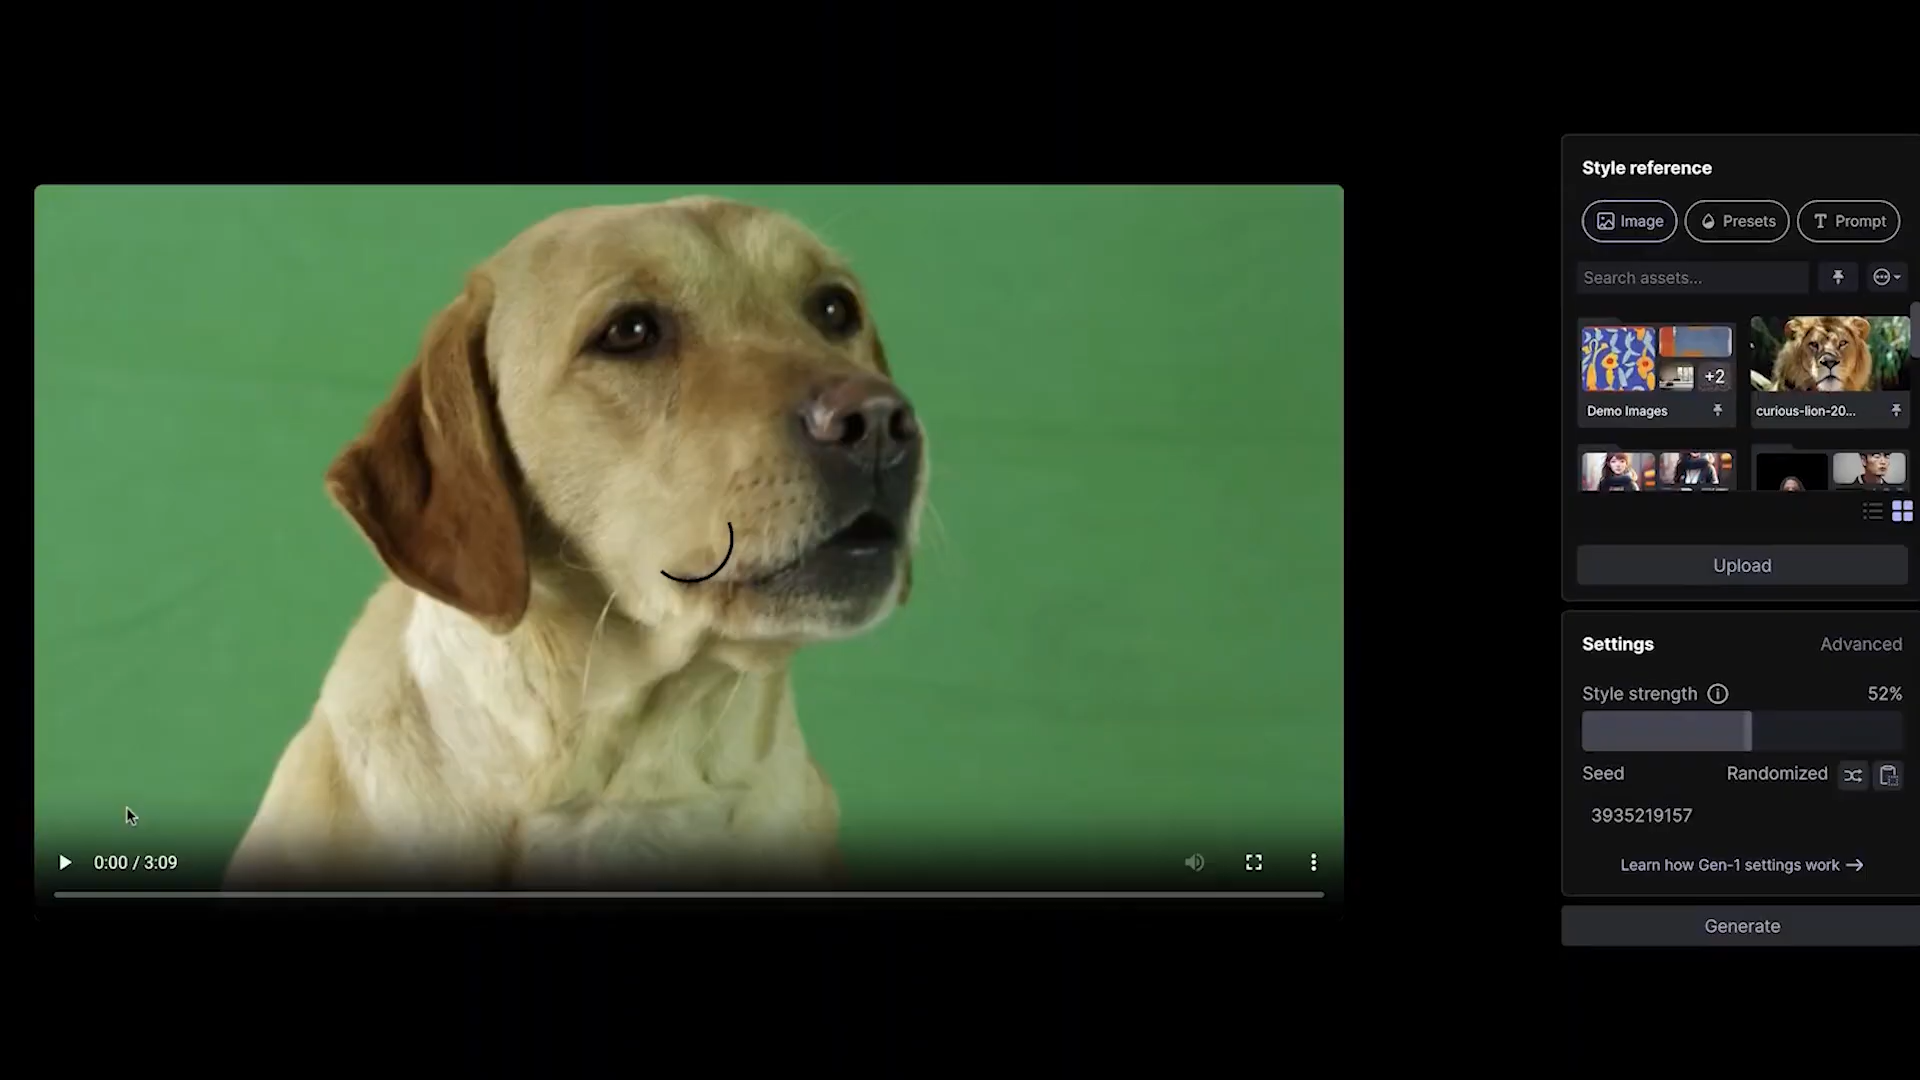 Style reference
Image
Presets
T Prompt
Search assets...
+2
Demo Images
curious-lion-20...
Upload
Settings
Advanced
Style strength
52%
Seed
Randomized
3935219157
0:00 / 3:09
Learn how Gen-1 settings work →
Generate